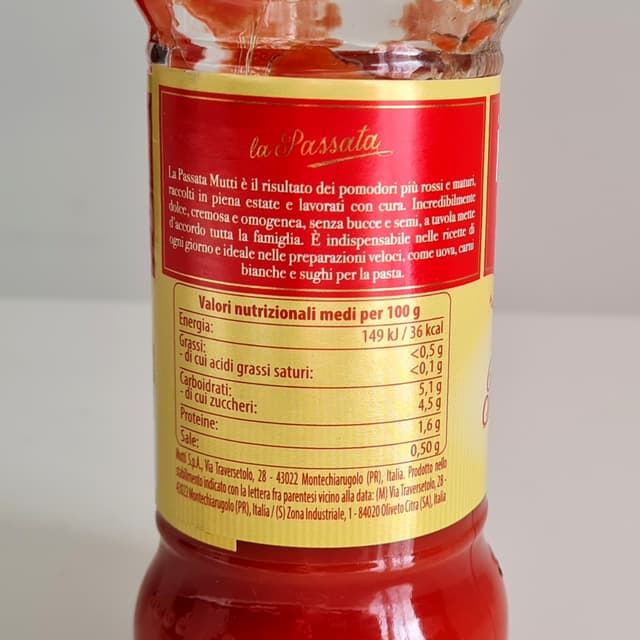 la Passata
La Passata Mutti è il risultato dei pomodori più rossi e maturi,
raccolti in piena estate e lavorati con cura. Incredibilmente
dolce, cremosa e omogenea, senza bucce e semi, a tavola mette
d'accordo tutta la famiglia. È indispensabile nelle ricette di
ogni giorno e ideale nelle preparazioni veloci, come uova, carni
bianche e sughi per la pasta.
Valori nutrizionali medi per 100 g
Energia: 149 kJ / 36 kcal
Grassi: <0,5 g
- di cui acidi grassi saturi: <0,1 g
Carboidrati: 5,1 g
- di cui zuccheri: 4,5 g
Proteine: 1,6 g
Sale: 0,50 g
Mutti S.p.A., Via Traversetolo, 28 - 43022 Montechiarugolo (PR), Italia. Prodotto nello
stabilimento indicato con la lettera fra parentesi vicino alla data: (M) Via Traversetolo, 28 -
43022 Montechiarugolo (PR), Italia / (S) Zona Industriale, 1 - 84020 Oliveto Citra (SA), Italia